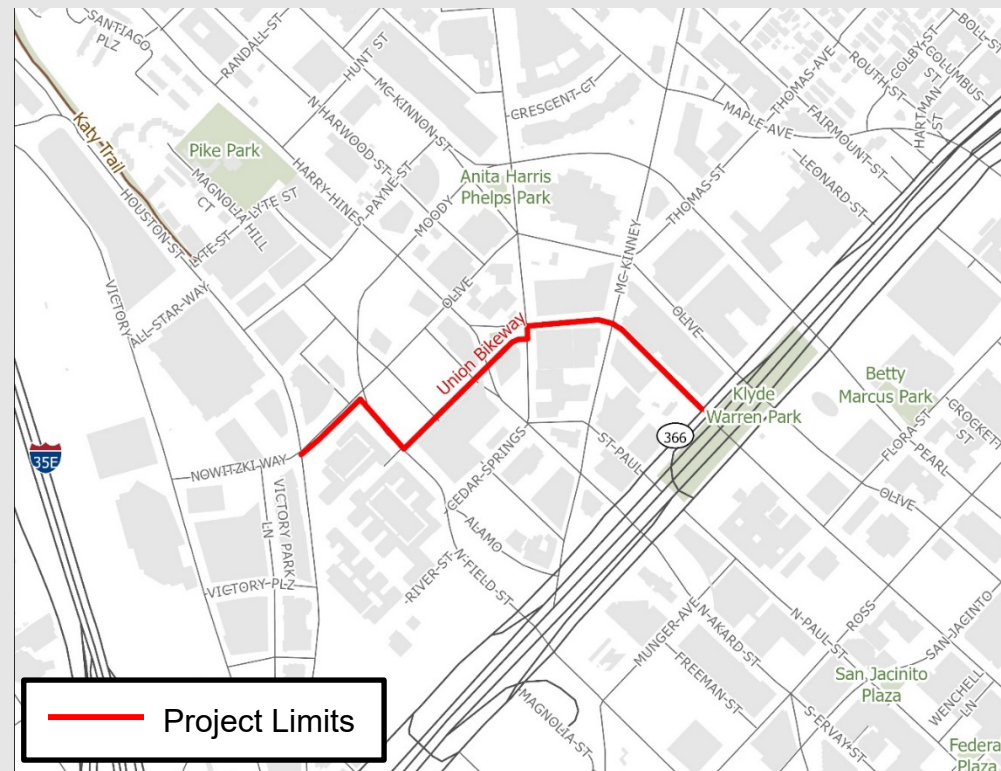 SANTIAGO
PLZ
RANDALL ST
HUNT ST
MC KINNON ST
N HARWOOD ST
CRESCENT CT
MAPLE AVE
THOMAS AVE
ROUTH ST
COLBY ST
BOLL ST
COLUMBUS
ST
HARTMAN
ST
FAIRMOUNT ST
LEONARD ST
Katy Trail
Pike Park
MAGNOLIA HILL
CT
LYTE ST
HARRY HINES
PAYNE ST
MOODY
Anita Harris
Phelps Park
THOMAS ST
HOUSTON ST
LYTE ST
ALL STAR WAY
VICTORY
OLIVE
MC KINNEY
OLIVE
Union Bikeway
Klyde
Warren Park
Betty
Marcus Park
CROCKETT
ST
FLORA ST
PEARL
OLIVE
366
35E
NOWITZKI WAY
VICTORY PARK
LN
VICTORY PLZ
CEDAR SPRINGS
ST PAUL
ALAMO
RIVER ST
N FIELD ST
MUNGER AVE
FREEMAN ST
N AKARD ST
N PAUL ST
ROSS
SAN JACINTO
San Jacinito
Plaza
WENCHELL
LN
S ERVAY ST
MAGNOLIA ST
Federa
Plaza
Project Limits